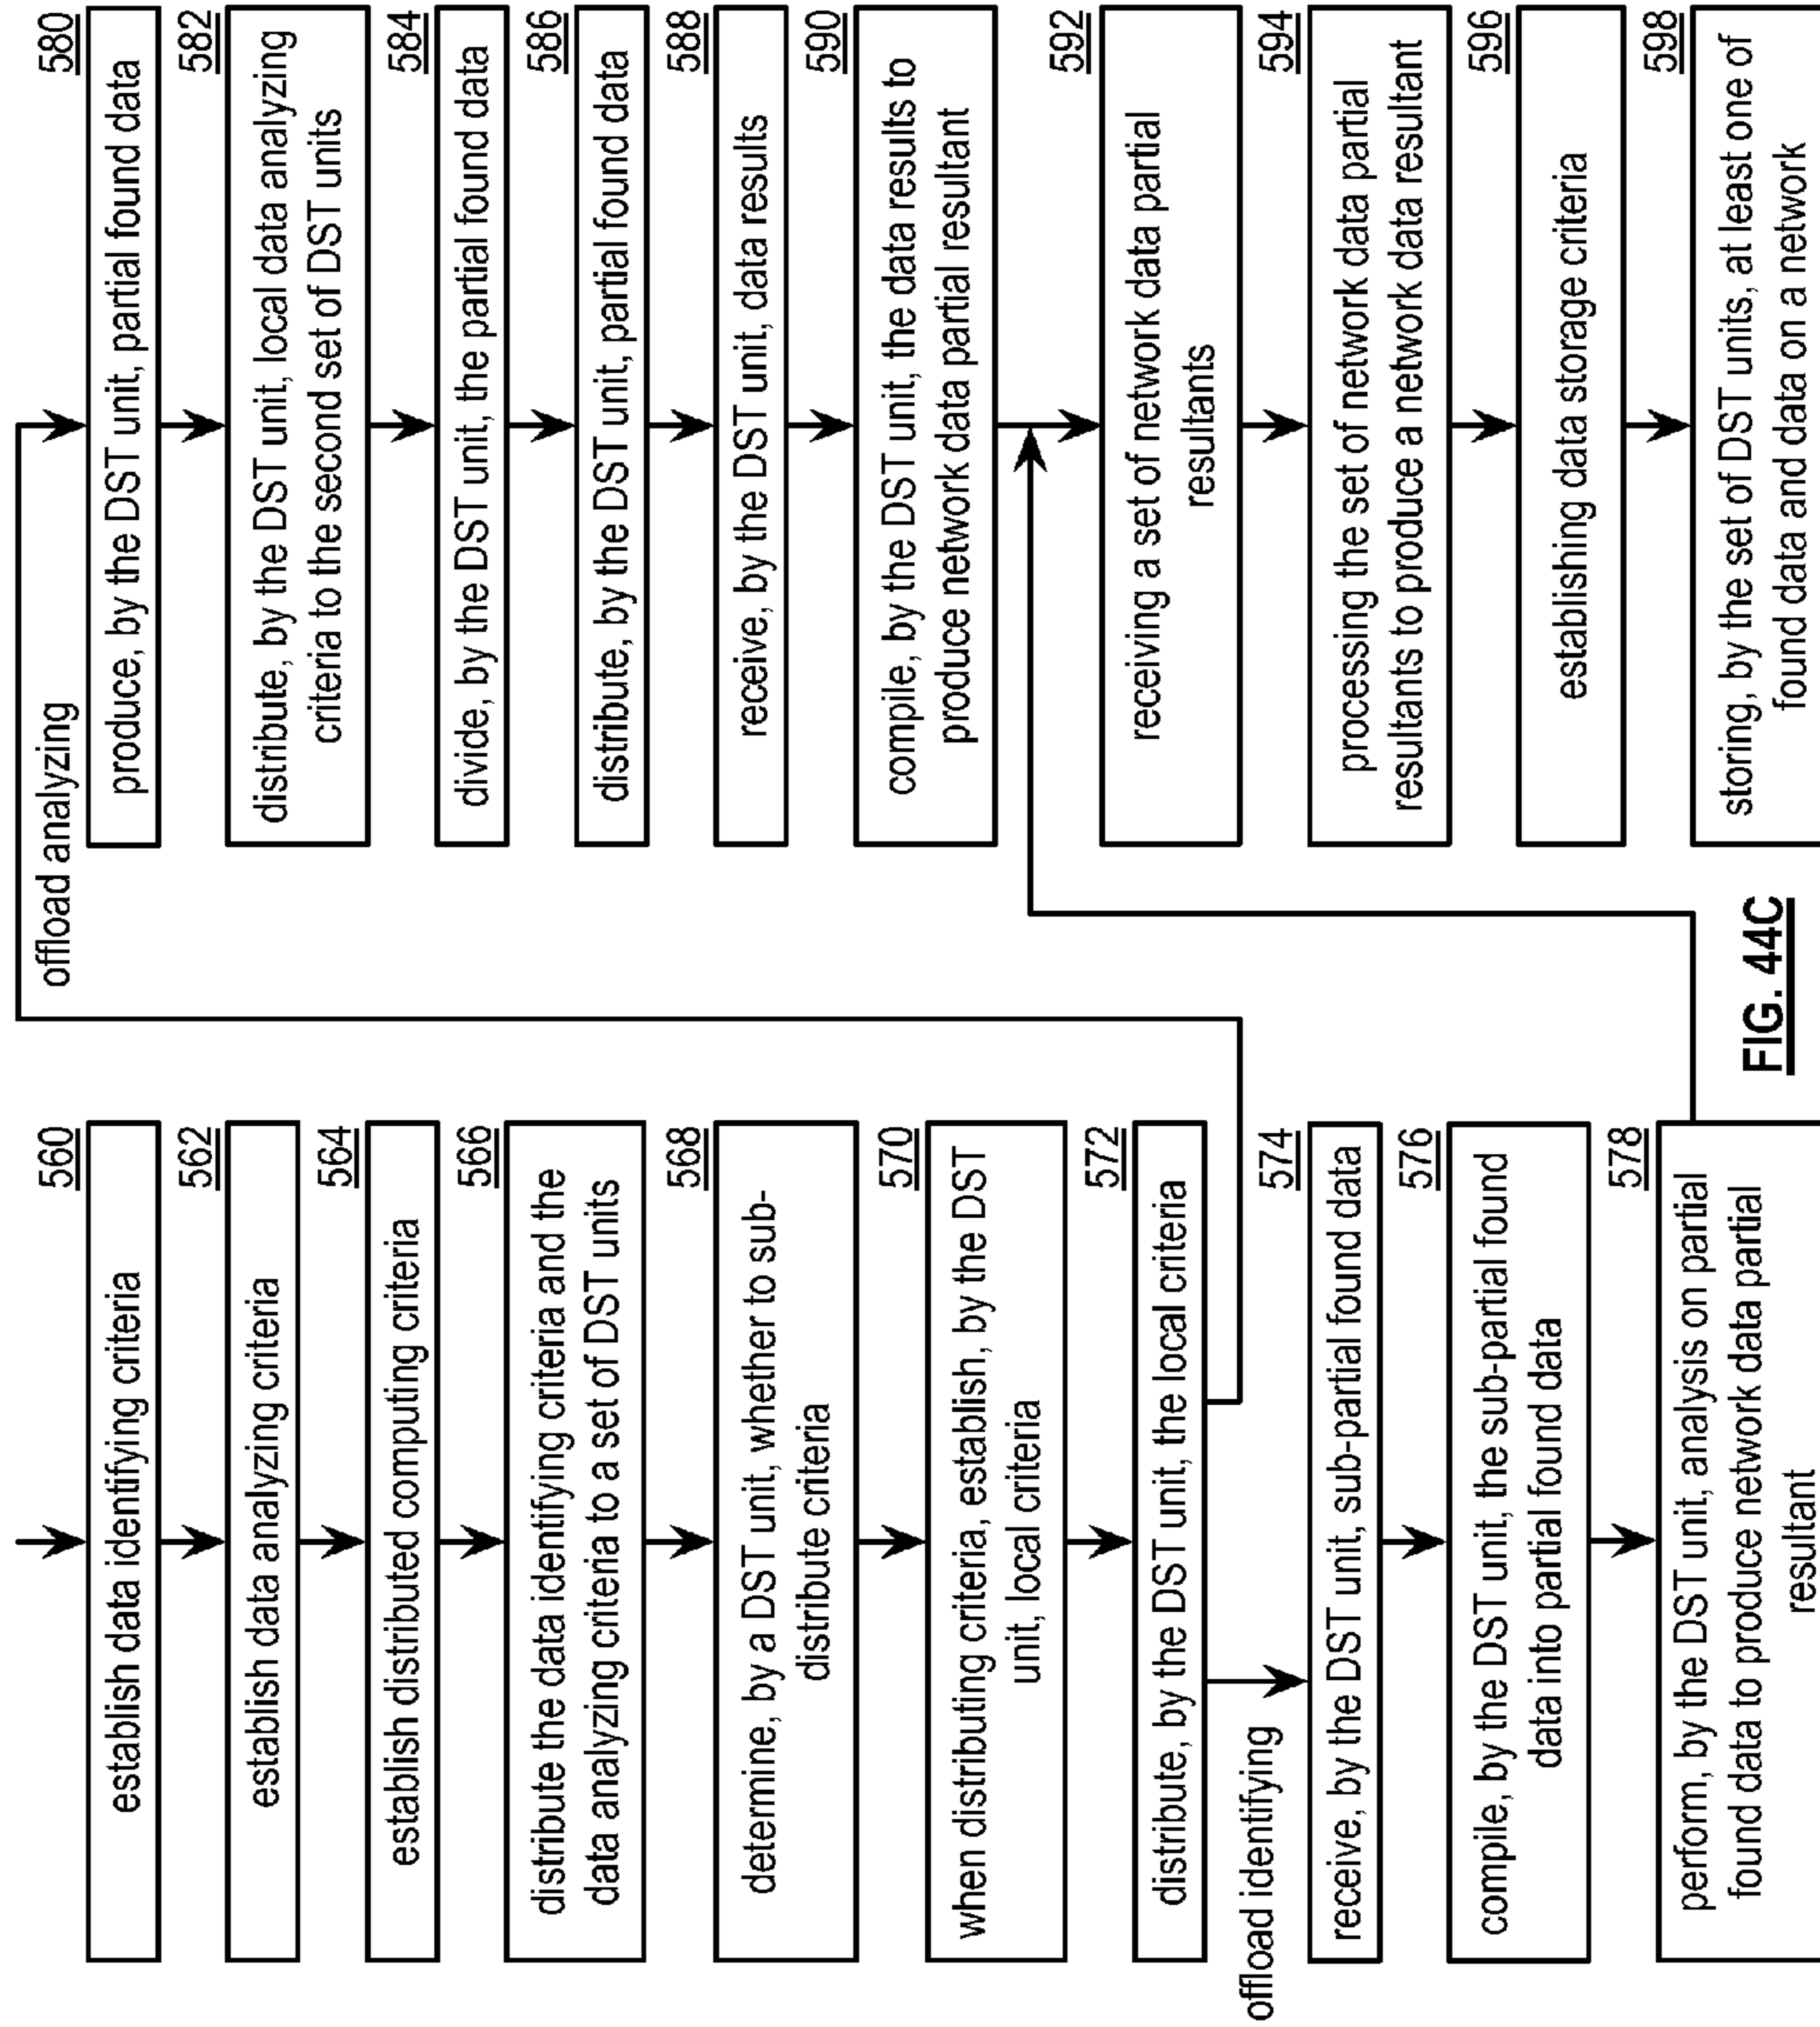 560
establish data identifying criteria
562
establish data analyzing criteria
564
establish distributed computing criteria
566
distribute the data identifying criteria and the
data analyzing criteria to a set of DST units
568
determine, by a DST unit, whether to sub-
distribute criteria
570
when distributing criteria, establish, by the DST
unit, local criteria
572
distribute, by the DST unit, the local criteria
offload identifying
574
receive, by the DST unit, sub-partial found data
576
compile, by the DST unit, the sub-partial found
data into partial found data
578
perform, by the DST unit, analysis on partial
found data to produce network data partial
resultant
offload analyzing
580
produce, by the DST unit, partial found data
582
distribute, by the DST unit, local data analyzing
criteria to the second set of DST units
584
divide, by the DST unit, the partial found data
586
distribute, by the DST unit, partial found data
588
receive, by the DST unit, data results
590
compile, by the DST unit, the data results to
produce network data partial resultant
592
receiving a set of network data partial
resultants
594
processing the set of network data partial
resultants to produce a network data resultant
596
establishing data storage criteria
598
storing, by the set of DST units, at least one of
found data and data on a network
FIG. 44C